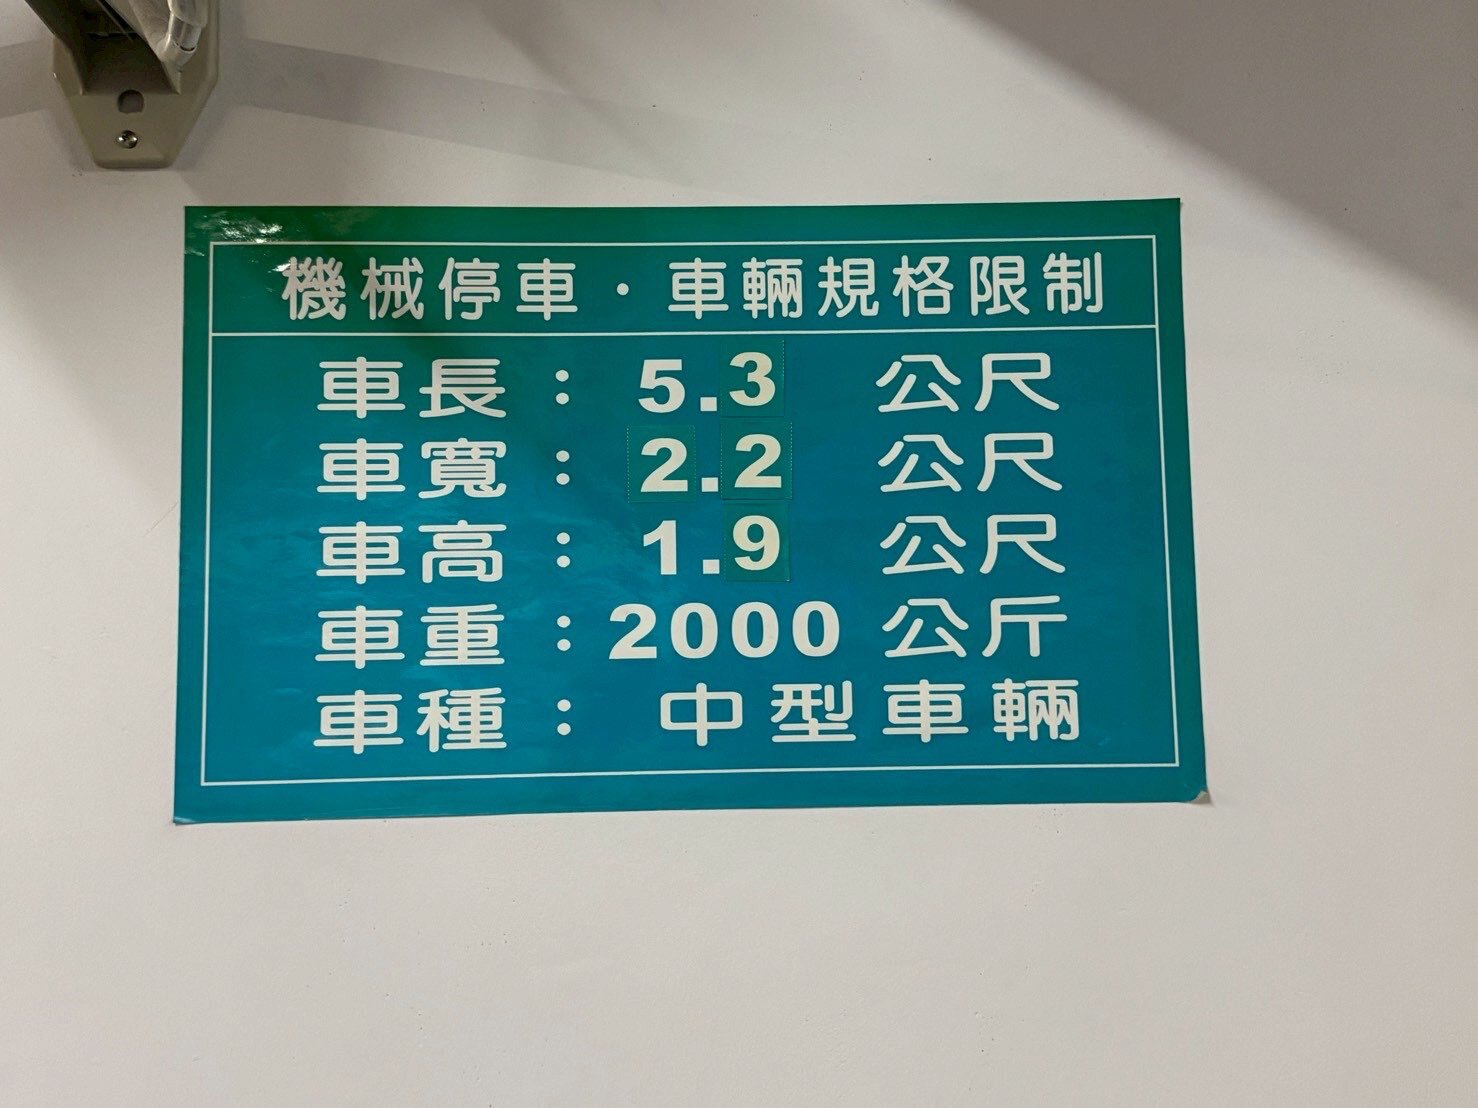 機械停車・車輛規格限制
車長：5.3 公尺
車寬：2.2 公尺
車高：1.9 公尺
車重：2000 公斤
車種：中型車輛